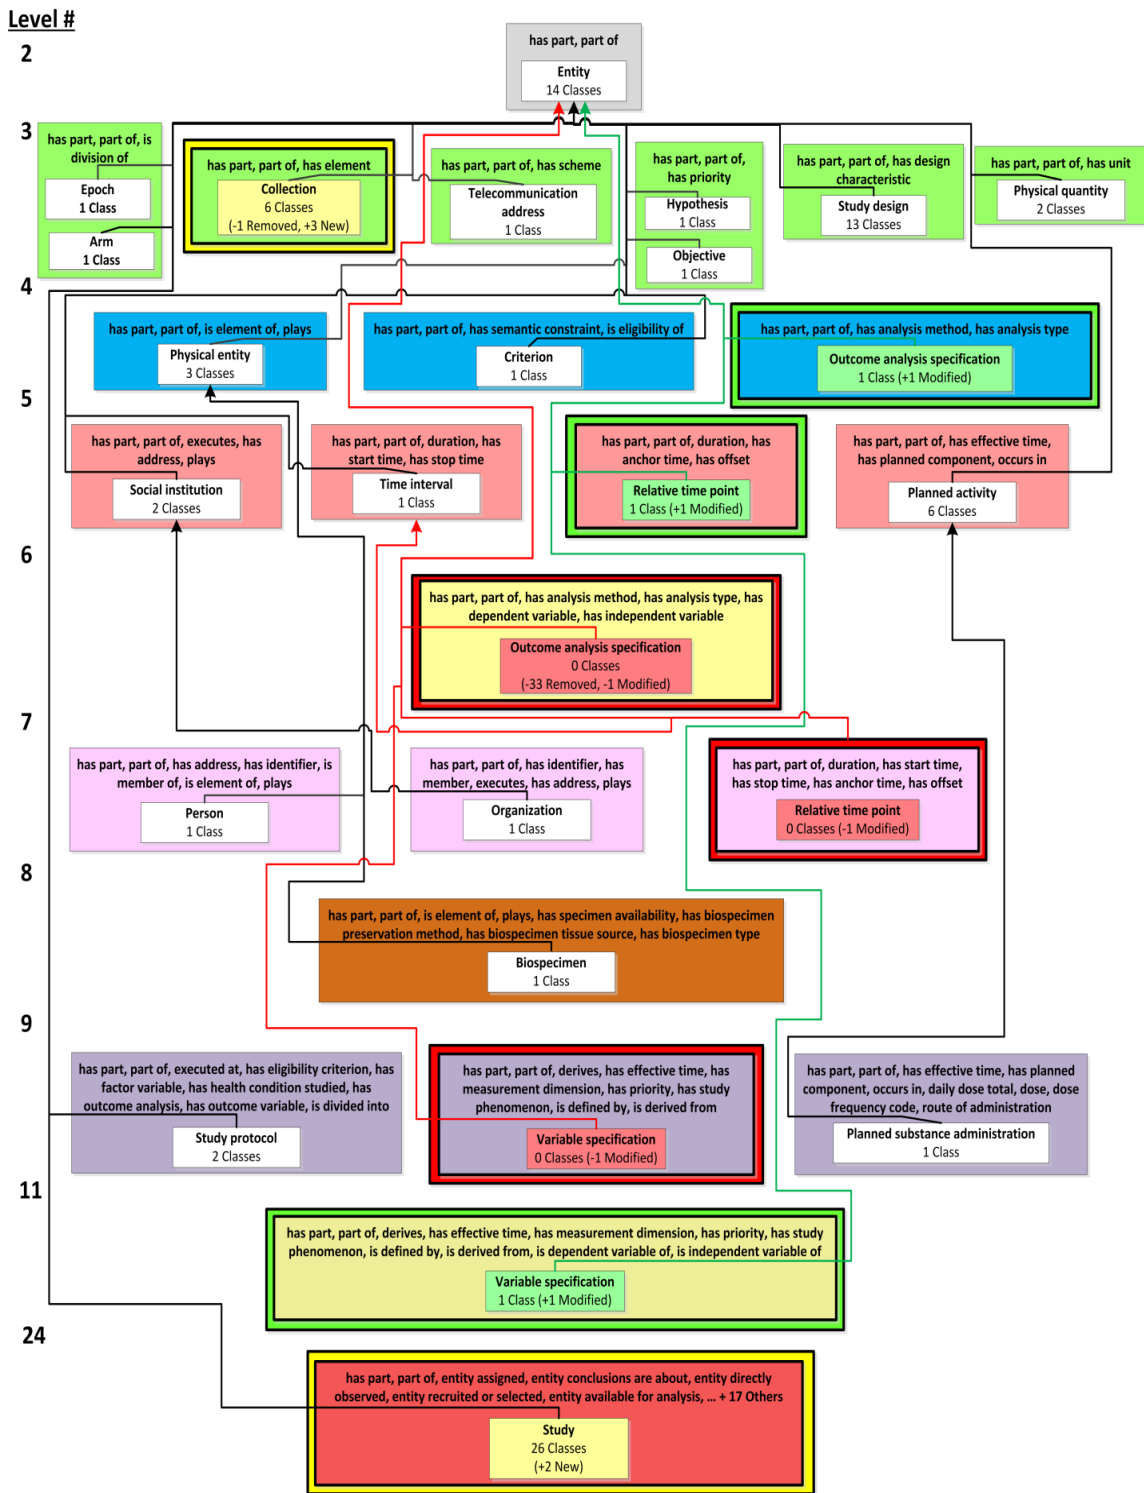 Level #
2
has part, part of
Entity
14 Classes
3
has part, part of, is
division of
Epoch
1 Class
Arm
1 Class
has part, part of, has element
Collection
6 Classes
(-1 Removed, +3 New)
has part, part of, has scheme
Telecommunication
address
1 Class
has part, part of,
has priority
Hypothesis
1 Class
Objective
1 Class
has part, part of, has design
characteristic
Study design
13 Classes
has part, part of, has unit
Physical quantity
2 Classes
4
has part, part of, is element of, plays
Physical entity
3 Classes
has part, part of, has semantic constraint, is eligibility of
Criterion
1 Class
has part, part of, has analysis method, has analysis type
Outcome analysis specification
1 Class (+1 Modified)
5
has part, part of, executes, has
address, plays
Social institution
2 Classes
has part, part of, duration, has
start time, has stop time
Time interval
1 Class
has part, part of, duration, has
anchor time, has offset
Relative time point
1 Class (+1 Modified)
has part, part of, has effective time,
has planned component, occurs in
Planned activity
6 Classes
6
has part, part of, has analysis method, has analysis type, has
dependent variable, has independent variable
Outcome analysis specification
0 Classes
(-33 Removed, -1 Modified)
7
has part, part of, has address, has identifier, is
member of, is element of, plays
Person
1 Class
has part, part of, has identifier, has
member, executes, has address, plays
Organization
1 Class
has part, part of, duration, has start time,
has stop time, has anchor time, has offset
Relative time point
0 Classes (-1 Modified)
8
has part, part of, is element of, plays, has specimen availability, has biospecimen
preservation method, has biospecimen tissue source, has biospecimen type
Biospecimen
1 Class
9
has part, part of, executed at, has eligibility criterion, has
factor variable, has health condition studied, has
outcome analysis, has outcome variable, is divided into
Study protocol
2 Classes
has part, part of, derives, has effective time, has
measurement dimension, has priority, has study
phenomenon, is defined by, is derived from
Variable specification
0 Classes (-1 Modified)
has part, part of, has effective time, has planned
component, occurs in, daily dose total, dose, dose
frequency code, route of administration
Planned substance administration
1 Class
11
has part, part of, derives, has effective time, has measurement dimension, has priority, has study
phenomenon, is defined by, is derived from, is dependent variable of, is independent variable of
Variable specification
1 Class (+1 Modified)
24
has part, part of, entity assigned, entity conclusions are about, entity directly
observed, entity recruited or selected, entity available for analysis, ... + 17 Others
Study
26 Classes
(+2 New)